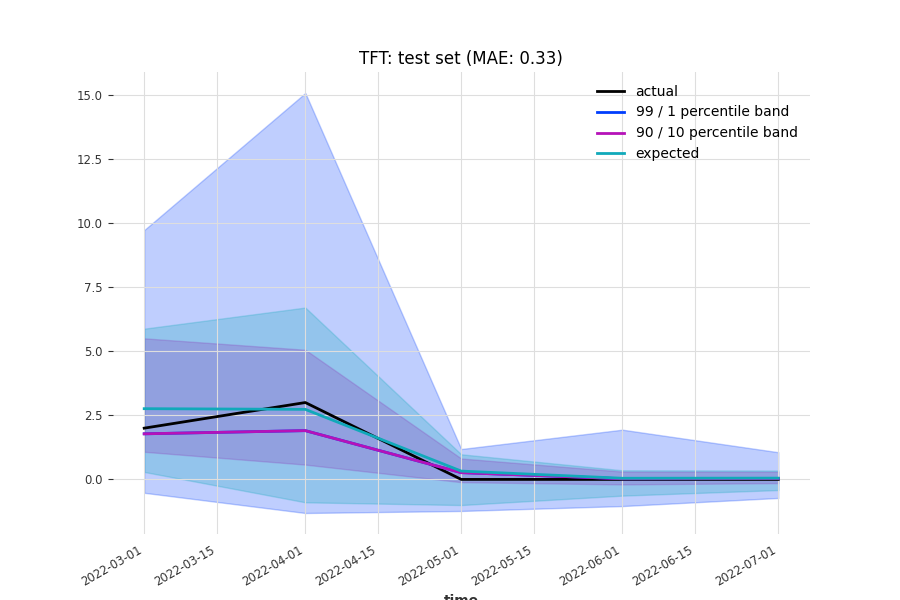 TFT: test set (MAE: 0.33)
actual
99 / 1 percentile band
90 / 10 percentile band
expected
15.0
12.5
10.0
7.5
5.0
2.5
0.0
2022-03-01
2022-03-15
2022-04-01
2022-04-15
2022-05-01
2022-05-15
2022-06-01
2022-06-15
2022-07-01
time